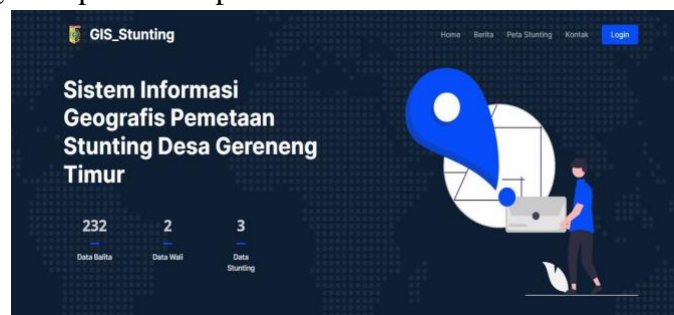 GIS_Stunting
Home Berita Peta Stunting Kontak Login
Sistem Informasi
Geografis Pemetaan
Stunting Desa Gereneng
Timur
232 2 3
Data Balita Data Wali Data
Stunting